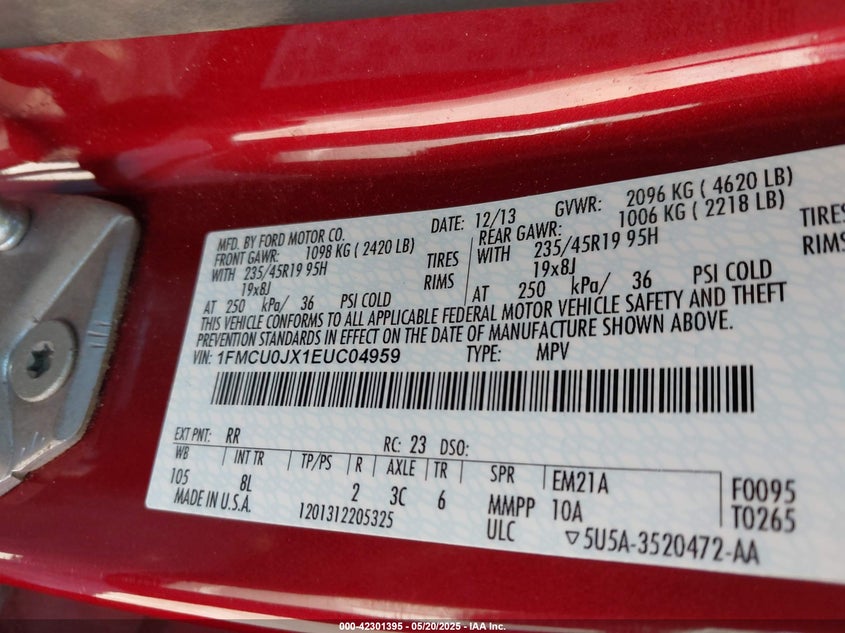 MFD. BY FORD MOTOR CO. DATE: 12/13 GVWR: 2096 KG ( 4620 LB)
FRONT GAWR: 1098 KG ( 2420 LB) REAR GAWR: 1006 KG ( 2218 LB)
WITH 235/45R19 95H TIRES WITH 235/45R19 95H TIRES
19x8J RIMS 19x8J RIMS
AT 250 kPa/ 36 PSI COLD AT 250 kPa/ 36 PSI COLD
THIS VEHICLE CONFORMS TO ALL APPLICABLE FEDERAL MOTOR VEHICLE SAFETY AND THEFT
PREVENTION STANDARDS IN EFFECT ON THE DATE OF MANUFACTURE SHOWN ABOVE.
VIN: 1FMCU0JX1EUC04959 TYPE: MPV
EXT PNT: RR RC: 23 DSO:
WB INT TR TP/PS R AXLE TR SPR EM21A F0095
105 8L 2 3C 6 MMPP 10A T0265
MADE IN U.S.A. 1201312205325 ULC ▽5U5A-3520472-AA
000-42301395 - 05/20/2025 - IAA Inc.